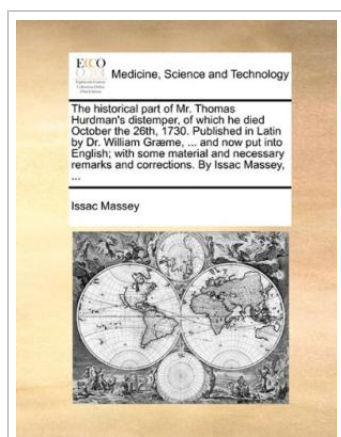 ECCO
Medicine, Science and Technology
The historical part of Mr. Thomas
Hurdman's distemper, of which he died
October the 26th, 1730. Published in Latin
by Dr. William Græme, ... and now put into
English; with some material and necessary
remarks and corrections. By Issac Massey,
...
Issac Massey